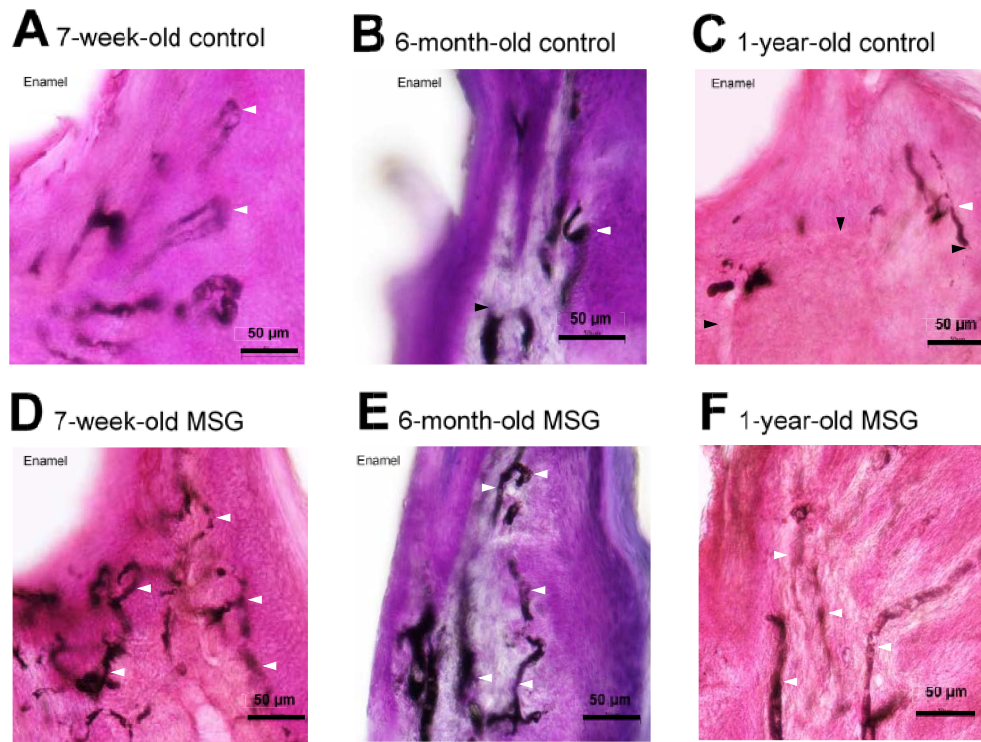 A 7-week-old control
B 6-month-old control
C 1-year-old control
Enamel
Enamel
Enamel
50 µm
50 µm
50 µm
D 7-week-old MSG
E 6-month-old MSG
F 1-year-old MSG
Enamel
Enamel
50 µm
50 µm
50 µm